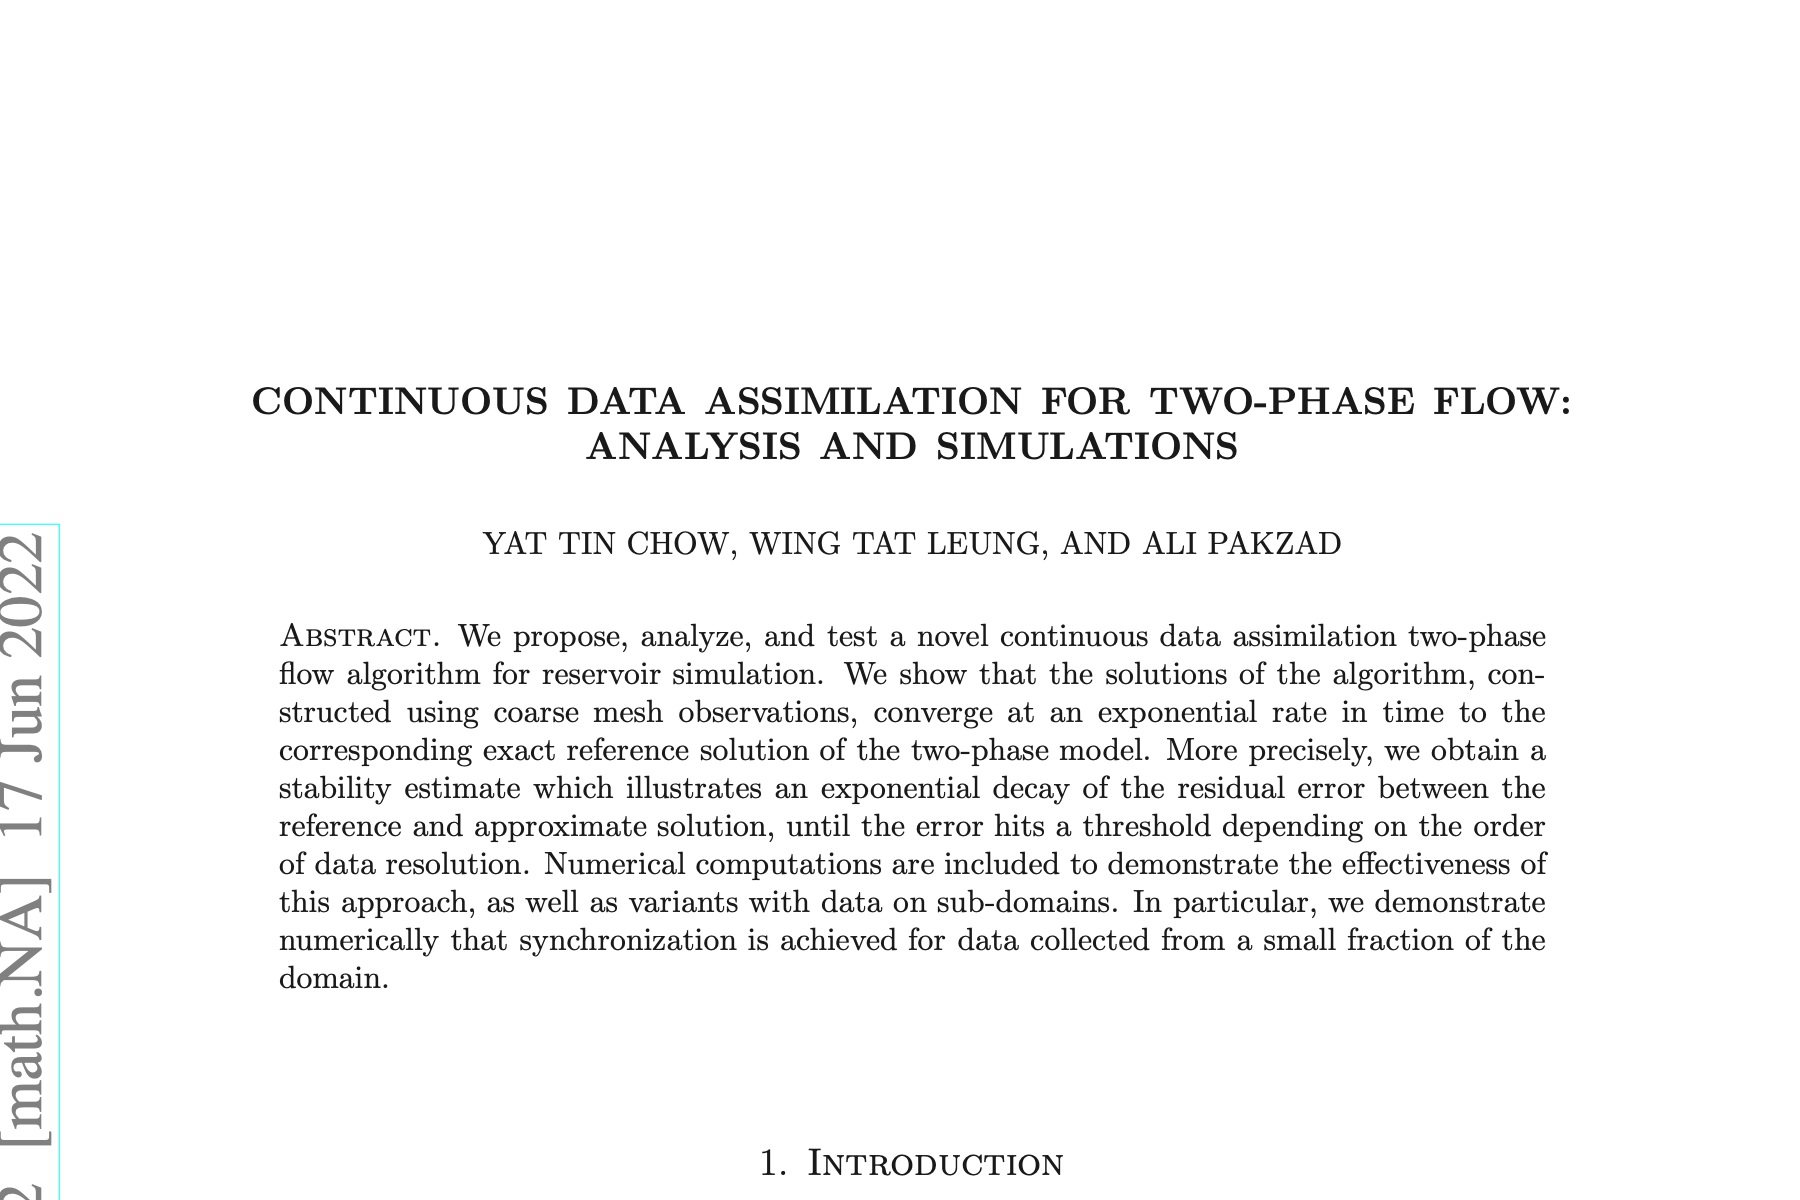 CONTINUOUS DATA ASSIMILATION FOR TWO-PHASE FLOW:
ANALYSIS AND SIMULATIONS
YAT TIN CHOW, WING TAT LEUNG, AND ALI PAKZAD
ABSTRACT. We propose, analyze, and test a novel continuous data assimilation two-phase
flow algorithm for reservoir simulation. We show that the solutions of the algorithm, con-
structed using coarse mesh observations, converge at an exponential rate in time to the
corresponding exact reference solution of the two-phase model. More precisely, we obtain a
stability estimate which illustrates an exponential decay of the residual error between the
reference and approximate solution, until the error hits a threshold depending on the order
of data resolution. Numerical computations are included to demonstrate the effectiveness of
this approach, as well as variants with data on sub-domains. In particular, we demonstrate
numerically that synchronization is achieved for data collected from a small fraction of the
domain.
1. INTRODUCTION
2 [math.NA] 17 Jun 2022